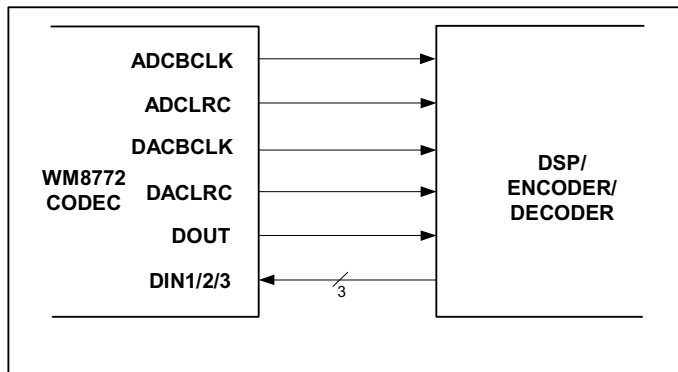 ADCBCLK
ADCLRC
DACBCLK
WM8772
CODEC
DACLRC
DOUT
DIN1/2/3
3
DSP/
ENCODER/
DECODER